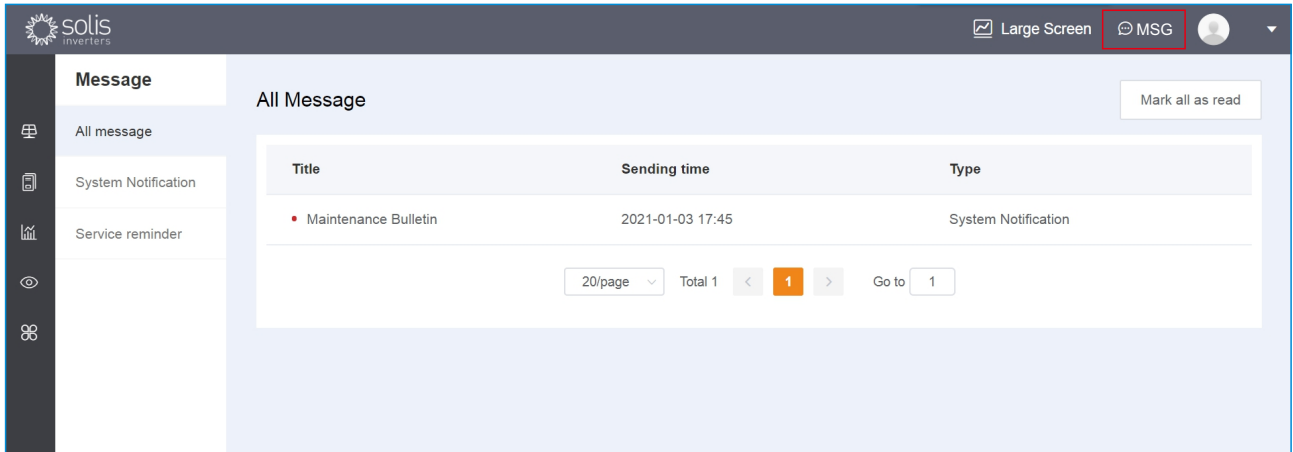 solis
inverters
Large Screen
MSG
Message
All message
System Notification
Service reminder
All Message
Mark all as read
Title Sending time Type
Maintenance Bulletin 2021-01-03 17:45 System Notification
20/page Total 1 < 1 > Go to 1